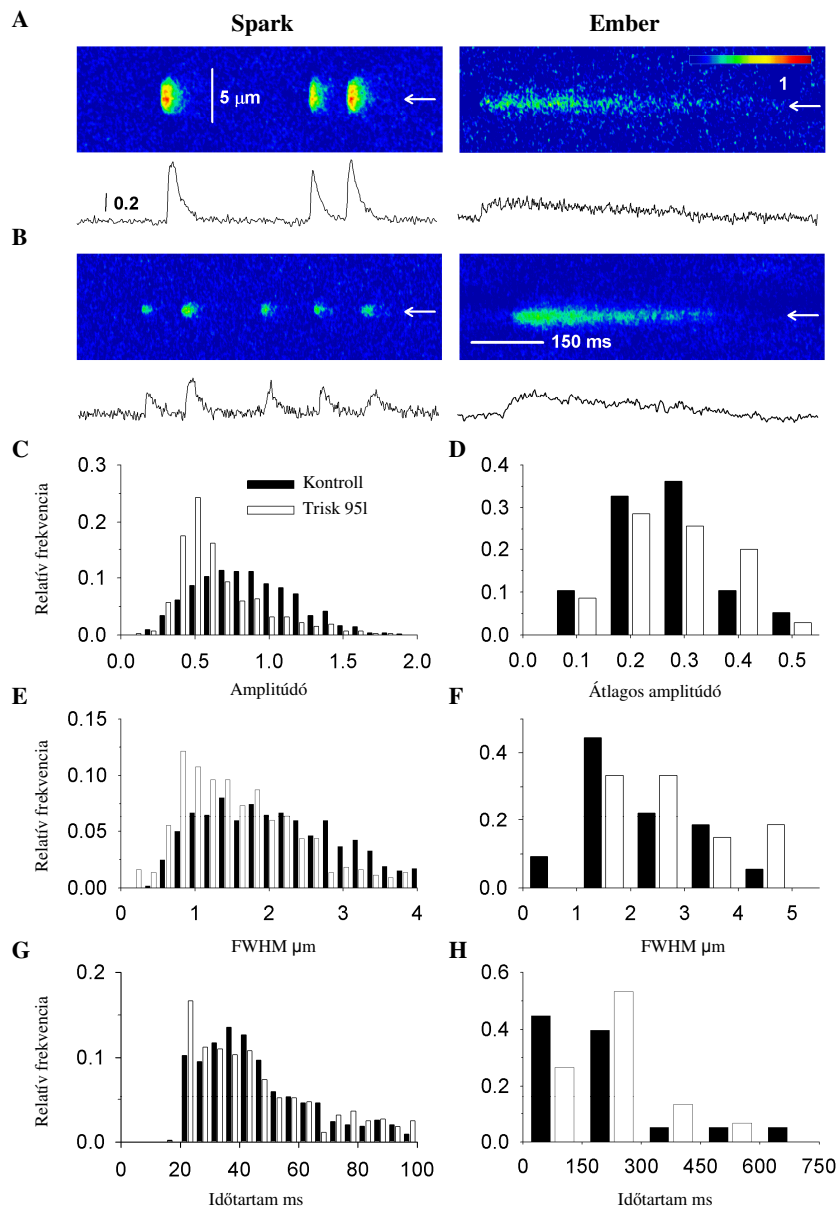 A
Spark
Ember
5 µm
1
0.2
B
150 ms
C
D
Relatív frekvencia
0.3
0.2
0.1
0.0
Kontroll
Trisk 95l
0.0 0.5 1.0 1.5 2.0
Amplitúdó
0.4
0.3
0.2
0.1
0.0
0.0 0.1 0.2 0.3 0.4 0.5
Átlagos amplitúdó
E
F
Relatív frekvencia
0.15
0.10
0.05
0.00
0 1 2 3 4
FWHM µm
0.4
0.2
0.0
0 1 2 3 4 5
FWHM µm
G
H
Relatív frekvencia
0.2
0.1
0.0
0 20 40 60 80 100
Időtartam ms
0.6
0.4
0.2
0.0
0 150 300 450 600 750
Időtartam ms